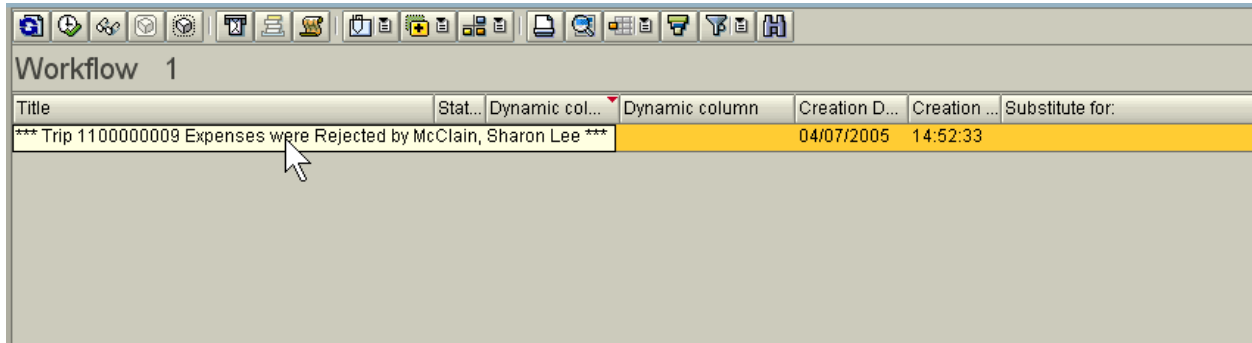 Workflow 1
Title Stat... Dynamic col... Dynamic column Creation D... Creation ... Substitute for:
*** Trip 1100000009 Expenses were Rejected by McClain, Sharon Lee *** 04/07/2005 14:52:33